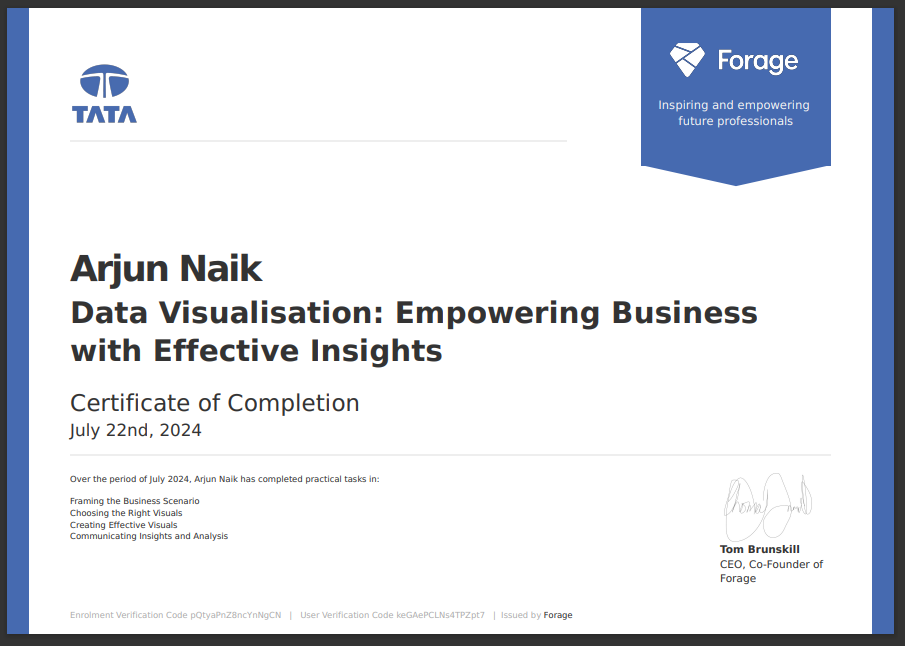 TATA
Forage
Inspiring and empowering
future professionals
Arjun Naik
Data Visualisation: Empowering Business
with Effective Insights
Certificate of Completion
July 22nd, 2024
Over the period of July 2024, Arjun Naik has completed practical tasks in:
Framing the Business Scenario
Choosing the Right Visuals
Creating Effective Visuals
Communicating Insights and Analysis
Tom Brunskill
CEO, Co-Founder of
Forage
Enrolment Verification Code pQtyaPnZ8ncYnNgCN | User Verification Code keGAePCLNs4TPZpt7 | Issued by Forage